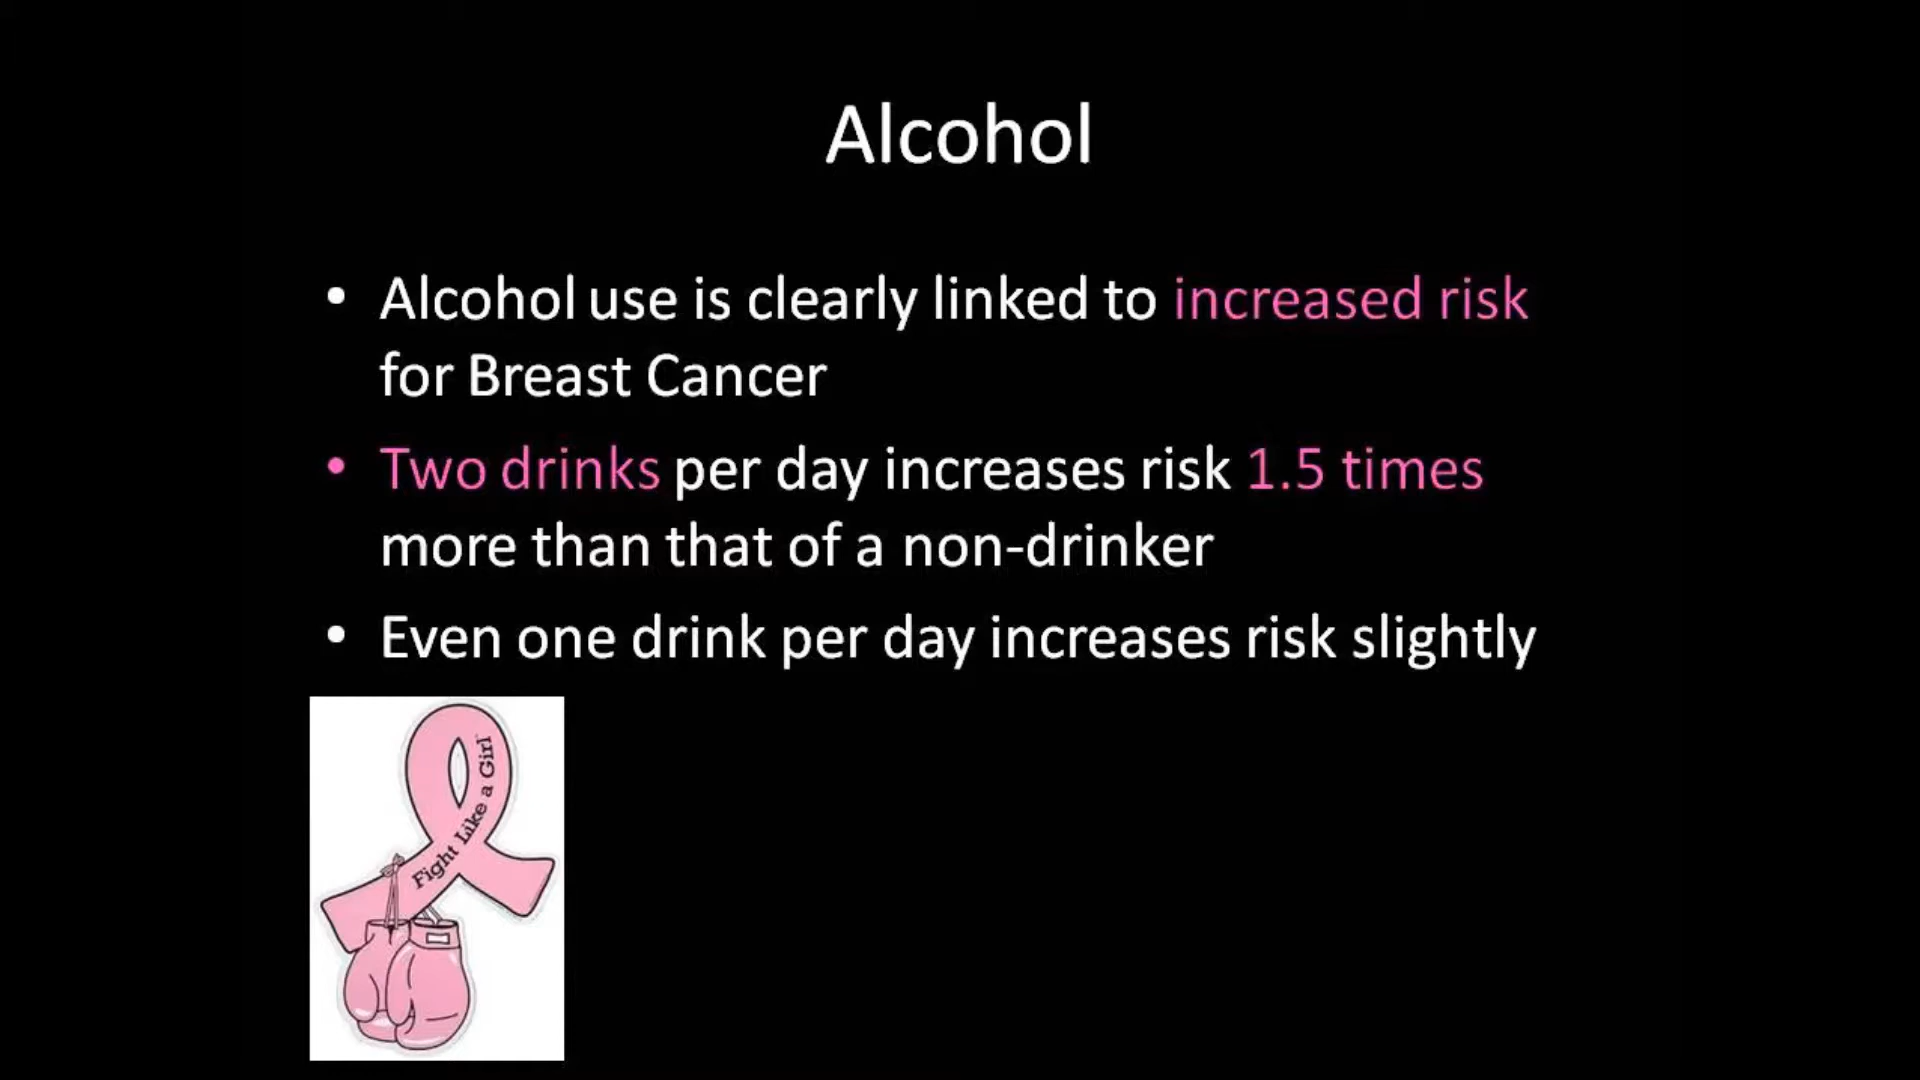 Alcohol
• Alcohol use is clearly linked to increased risk
for Breast Cancer
• Two drinks per day increases risk 1.5 times
more than that of a non-drinker
• Even one drink per day increases risk slightly
Fight Like a Girl